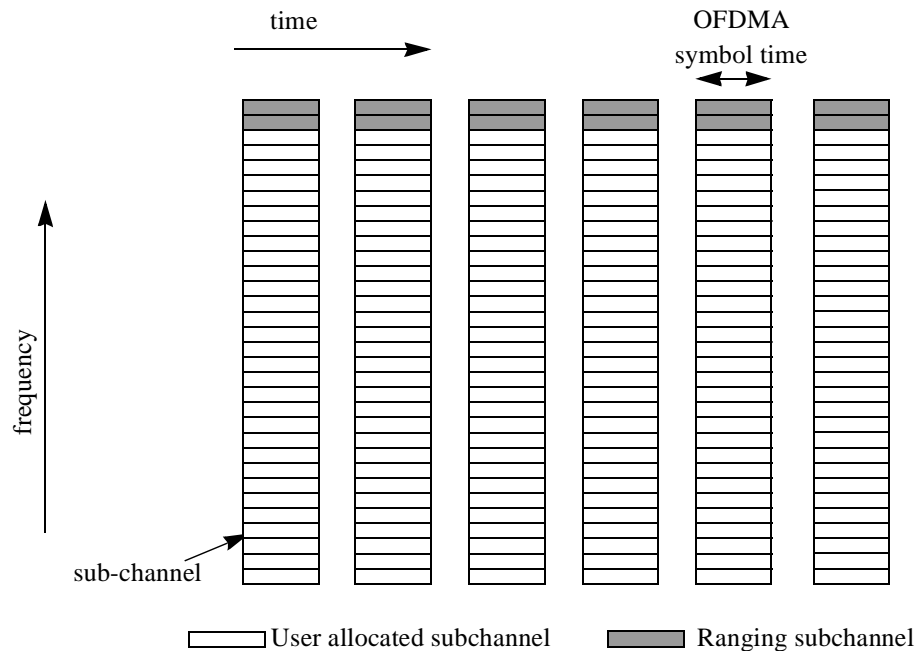 time
OFDMA
symbol time
frequency
sub-channel
User allocated subchannel
Ranging subchannel